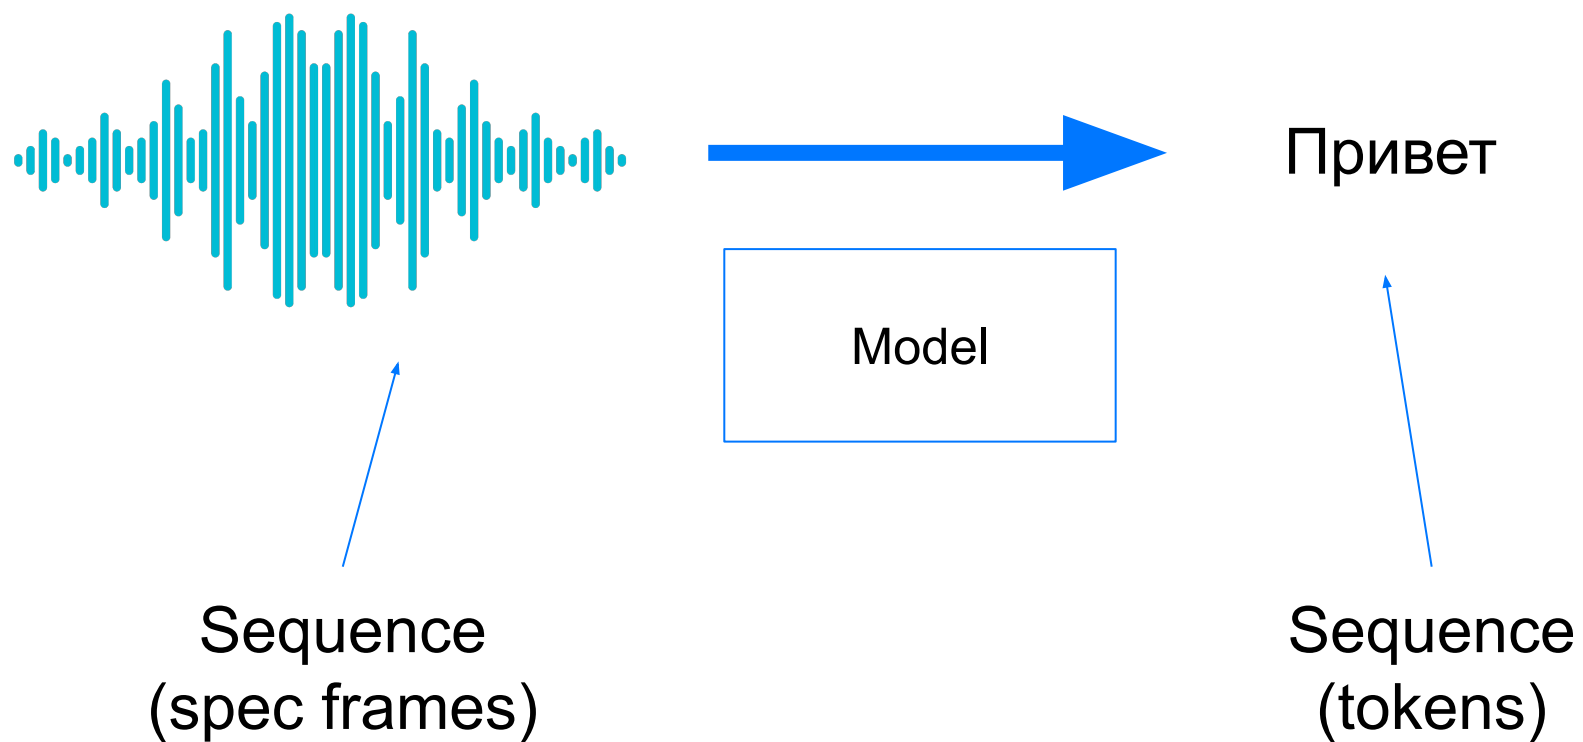 Привет
Model
Sequence
(spec frames)
Sequence
(tokens)